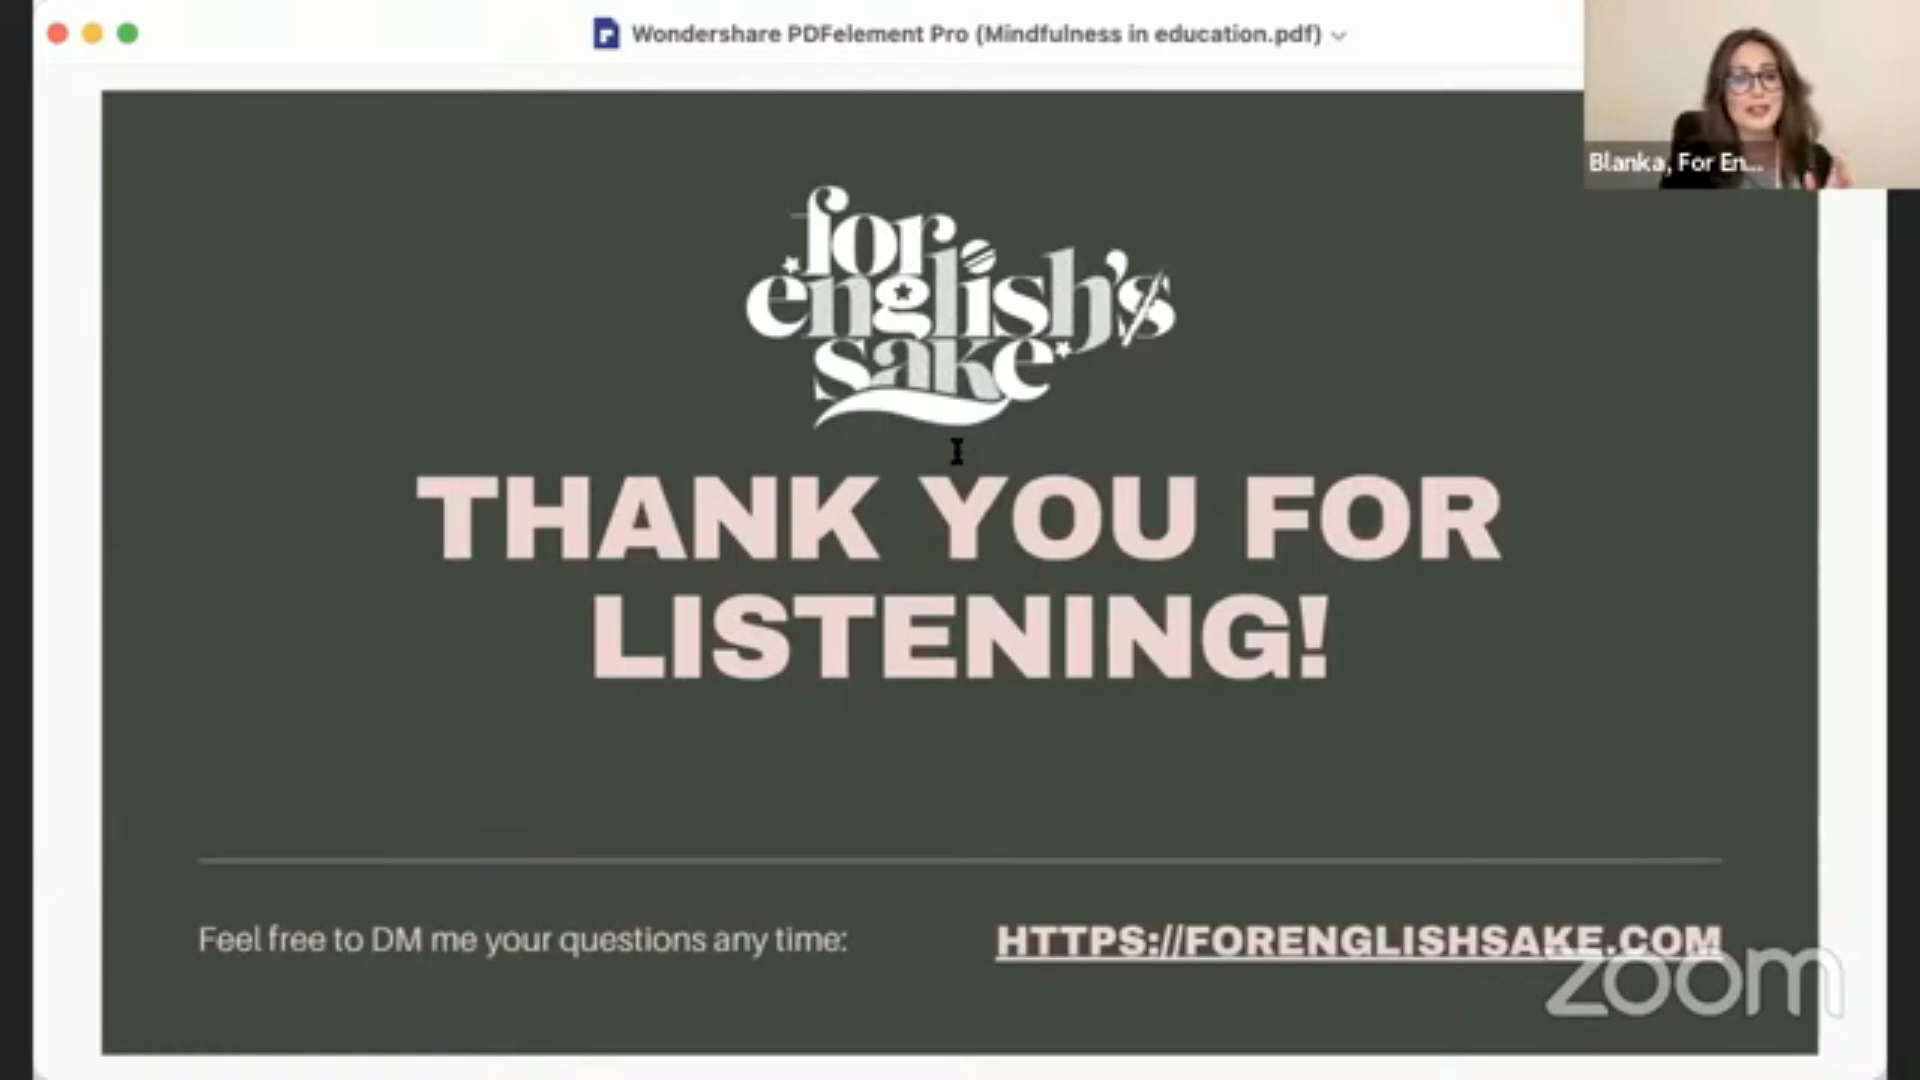 Wondershare PDFelement Pro (Mindfulness in education.pdf)
Blanka, For En...
for
english's
sake
THANK YOU FOR
LISTENING!
Feel free to DM me your questions any time:
HTTPS://FORENGLISHSAKE.COM
zoom